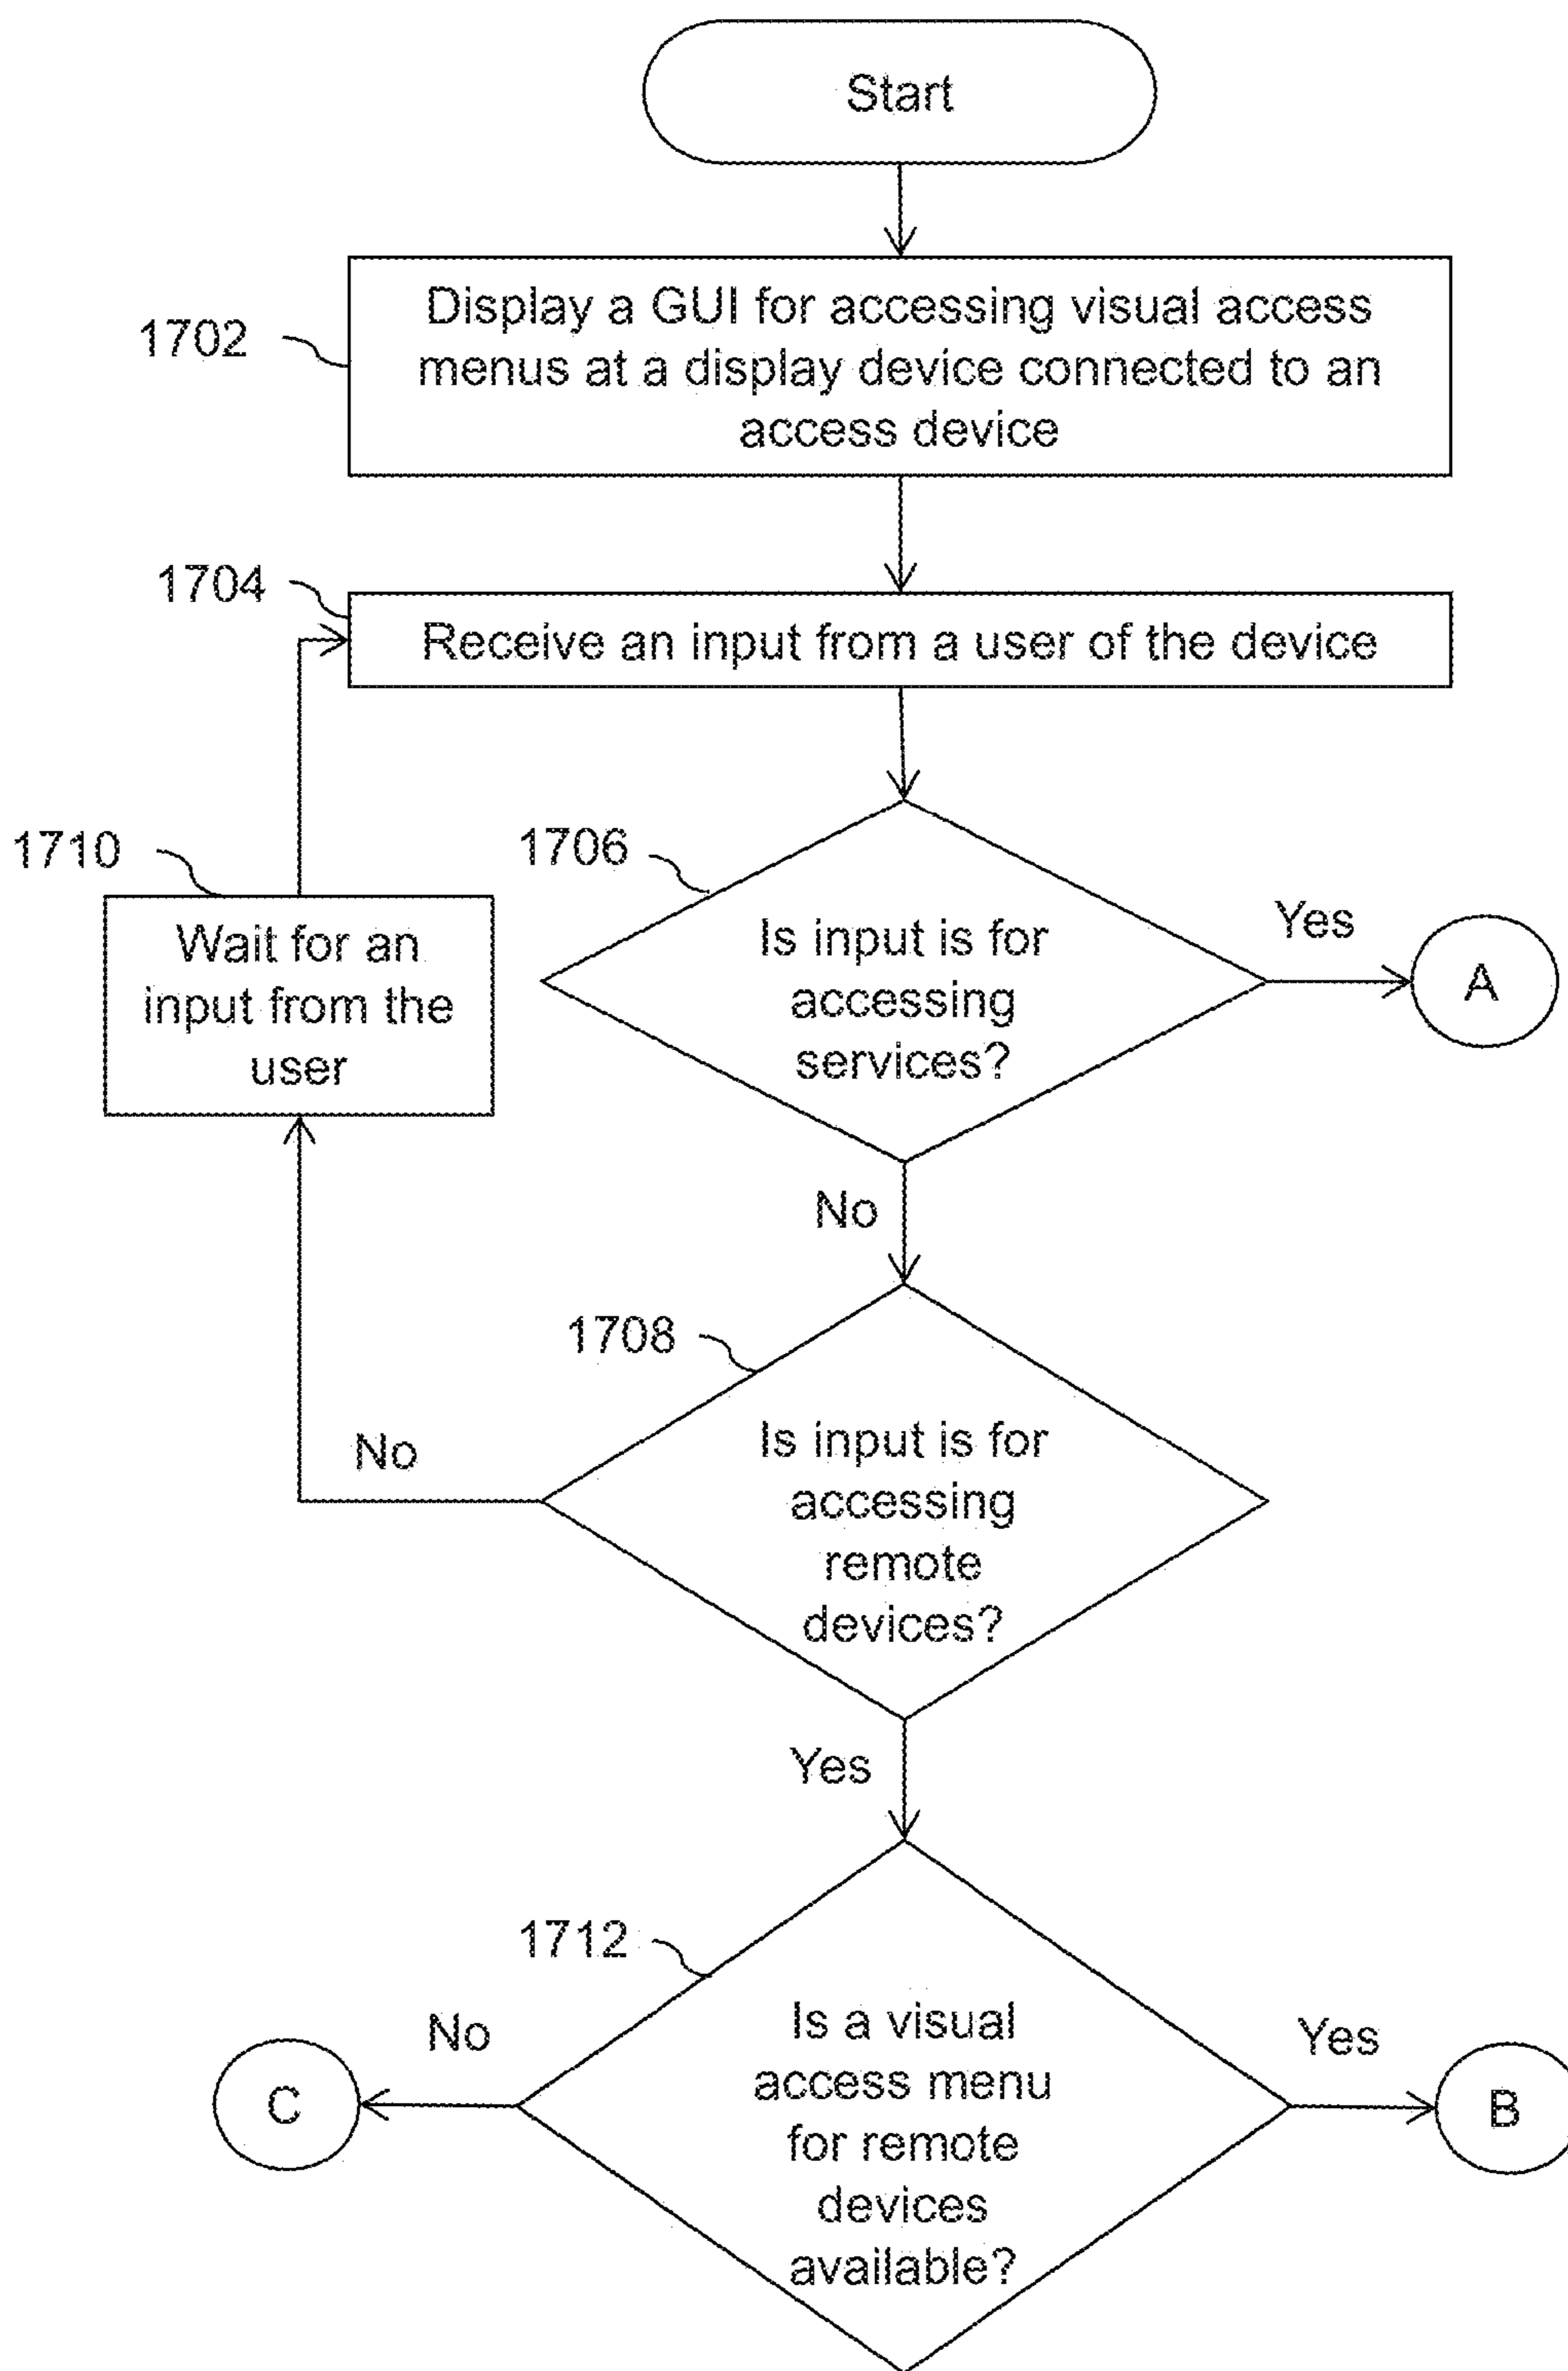 Start
1702
Display a GUI for accessing visual access
menus at a display device connected to an
access device
1704
Receive an input from a user of the device
1710
Wait for an
input from the
user
1706
Is input is for
accessing
services?
Yes
A
No
1708
Is input is for
accessing
remote
devices?
No
Yes
1712
Is a visual
access menu
for remote
devices
available?
No
C
Yes
B